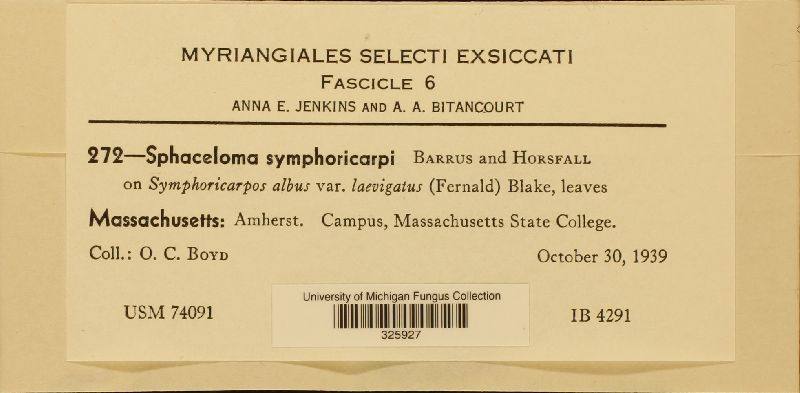 MYRIANGIALES SELECTI EXSICCATI
FASCICLE 6
ANNA E. JENKINS AND A. A. BITANCOURT
272—Sphaceloma symphoricarpi BARRUS and HORSFALL
on Symphoricarpos albus var. laevigatus (Fernald) Blake, leaves
Massachusetts: Amherst. Campus, Massachusetts State College.
Coll.: O. C. BOYD October 30, 1939
USM 74091 IB 4291
University of Michigan Fungus Collection
325927